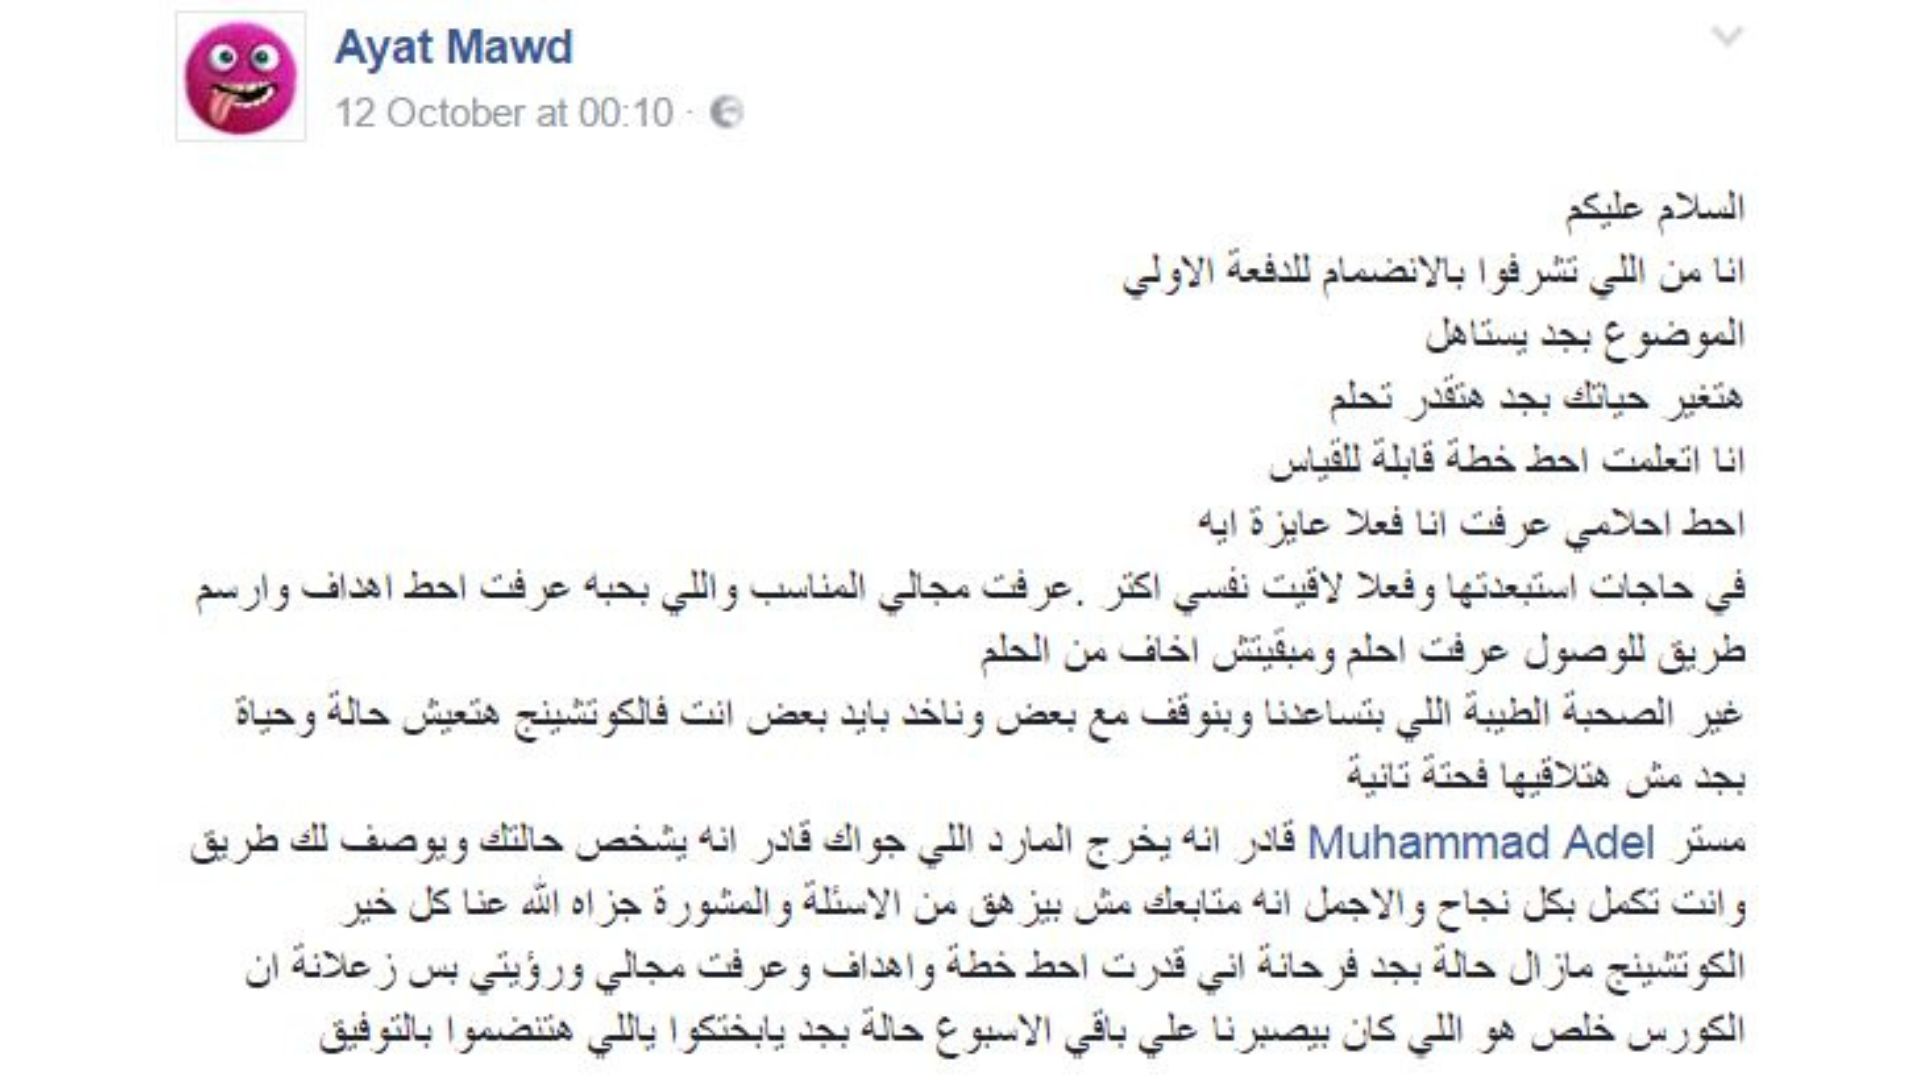 Ayat Mawd
12 October at 00:10 ·
السلام عليكم
انا من اللي تشرفوا بالانضمام للدفعة الاولي
الموضوع بجد يستاهل
هتغير حياتك بجد هتقدر تحلم
انا اتعلمت احط خطة قابلة للقياس
احط احلامي عرفت انا فعلا عايزة ايه
في حاجات استبعدتها وفعلا لاقيت نفسي اكتر .عرفت مجالي المناسب واللي بحبه عرفت احط اهداف وارسم
طريق للوصول عرفت احلم ومبقيتش اخاف من الحلم
غير الصحبة الطيبة اللي بتساعدنا وبنوقف مع بعض وناخد بايد بعض انت فالكوتشينج هتعيش حالة وحياة
بجد مش هتلاقيها فحتة تانية
مستر Muhammad Adel قادر انه يخرج المارد اللي جواك قادر انه يشخص حالتك ويوصف لك طريق
وانت تكمل بكل نجاح والاجمل انه متابعك مش بيزهق من الاسئلة والمشورة جزاه الله عنا كل خير
الكوتشينج مازال حالة بجد فرحانة اني قدرت احط خطة واهداف وعرفت مجالي ورؤيتي بس زعلانة ان
الكورس خلص هو اللي كان بيصبرنا علي باقي الاسبوع حالة بجد يابختكوا ياللي هتنضموا بالتوفيق